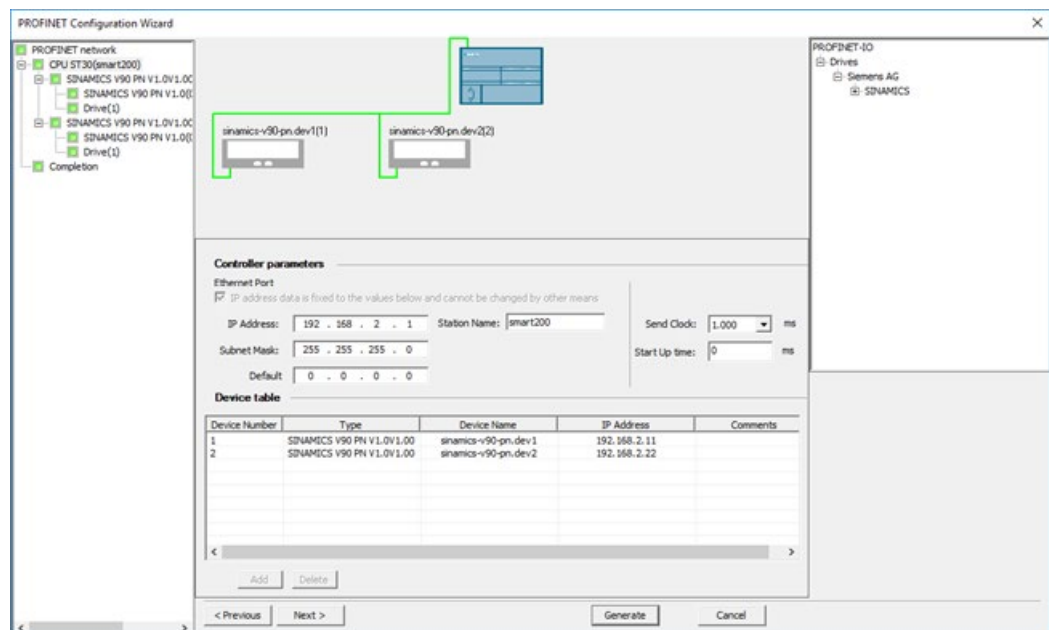 PROFINET Configuration Wizard
PROFINET network
CPU ST30(smart200)
SINAMICS V90 PN V1.0V1.0C
SINAMICS V90 PN V1.0(
Drive(1)
SINAMICS V90 PN V1.0V1.0C
SINAMICS V90 PN V1.0(
Drive(1)
Completion
sinamics-v90-pn.dev1(1)
sinamics-v90-pn.dev2(2)
PROFINET-IO
Drives
Siemens AG
SINAMICS
Controller parameters
Ethernet Port
IP address data is fixed to the values below and cannot be changed by other means
IP Address: 192 . 168 . 2 . 1 Station Name: smart200 Send Clock: 1.000 ms
Subnet Mask: 255 . 255 . 255 . 0 Start Up time: 0 ms
Default 0 . 0 . 0 . 0
Device table
Device Number Type Device Name IP Address Comments
1 SINAMICS V90 PN V1.0V1.00 sinamics-v90-pn.dev1 192.168.2.11
2 SINAMICS V90 PN V1.0V1.00 sinamics-v90-pn.dev2 192.168.2.22
Add Delete
< Previous Next > Generate Cancel